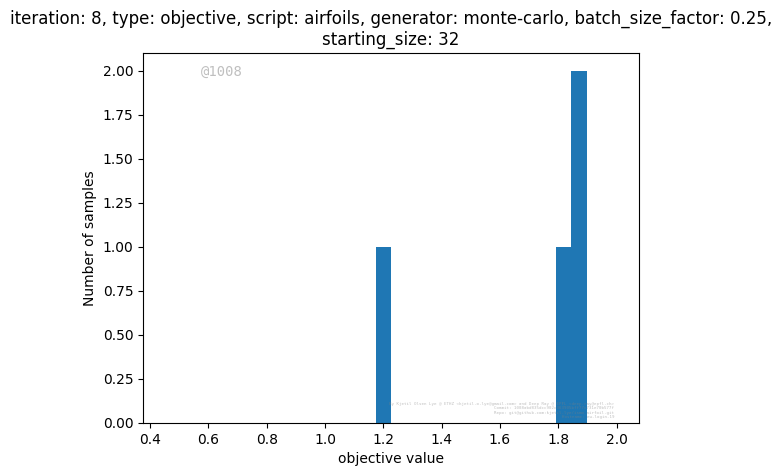 iteration: 8, type: objective, script: airfoils, generator: monte-carlo, batch_size_factor: 0.25,
starting_size: 32
@1008
2.00
1.75
1.50
1.25
1.00
0.75
0.50
0.25
0.00
Number of samples
0.4 0.6 0.8 1.0 1.2 1.4 1.6 1.8 2.0
objective value